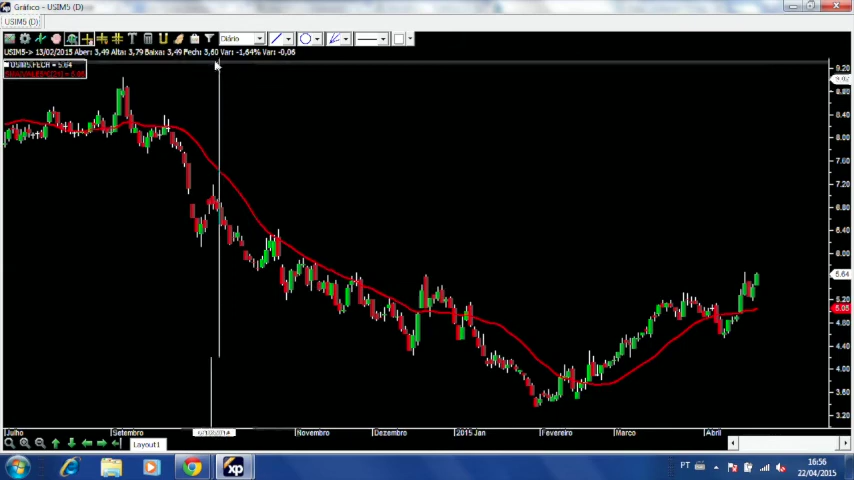 xp Gráfico - USIM5 (D)
USIM5 (D)
Diário
USIM5-> 13/02/2015 Aber: 3,49 Alta: 3,79 Baixa: 3,49 Fech: 3,60 Var: -1,64% Var: -0,06
USIM5.FECH = 5.64
9.20
9.02
8.80
8.40
8.00
7.60
7.20
6.80
6.40
6.00
5.64
5.20
5.05
4.80
4.40
4.00
3.60
3.20
Julho Setembro Novembro Dezembro 2015 Jan Fevereiro Março Abril
Layout1
xp PT 16:56
22/04/2015